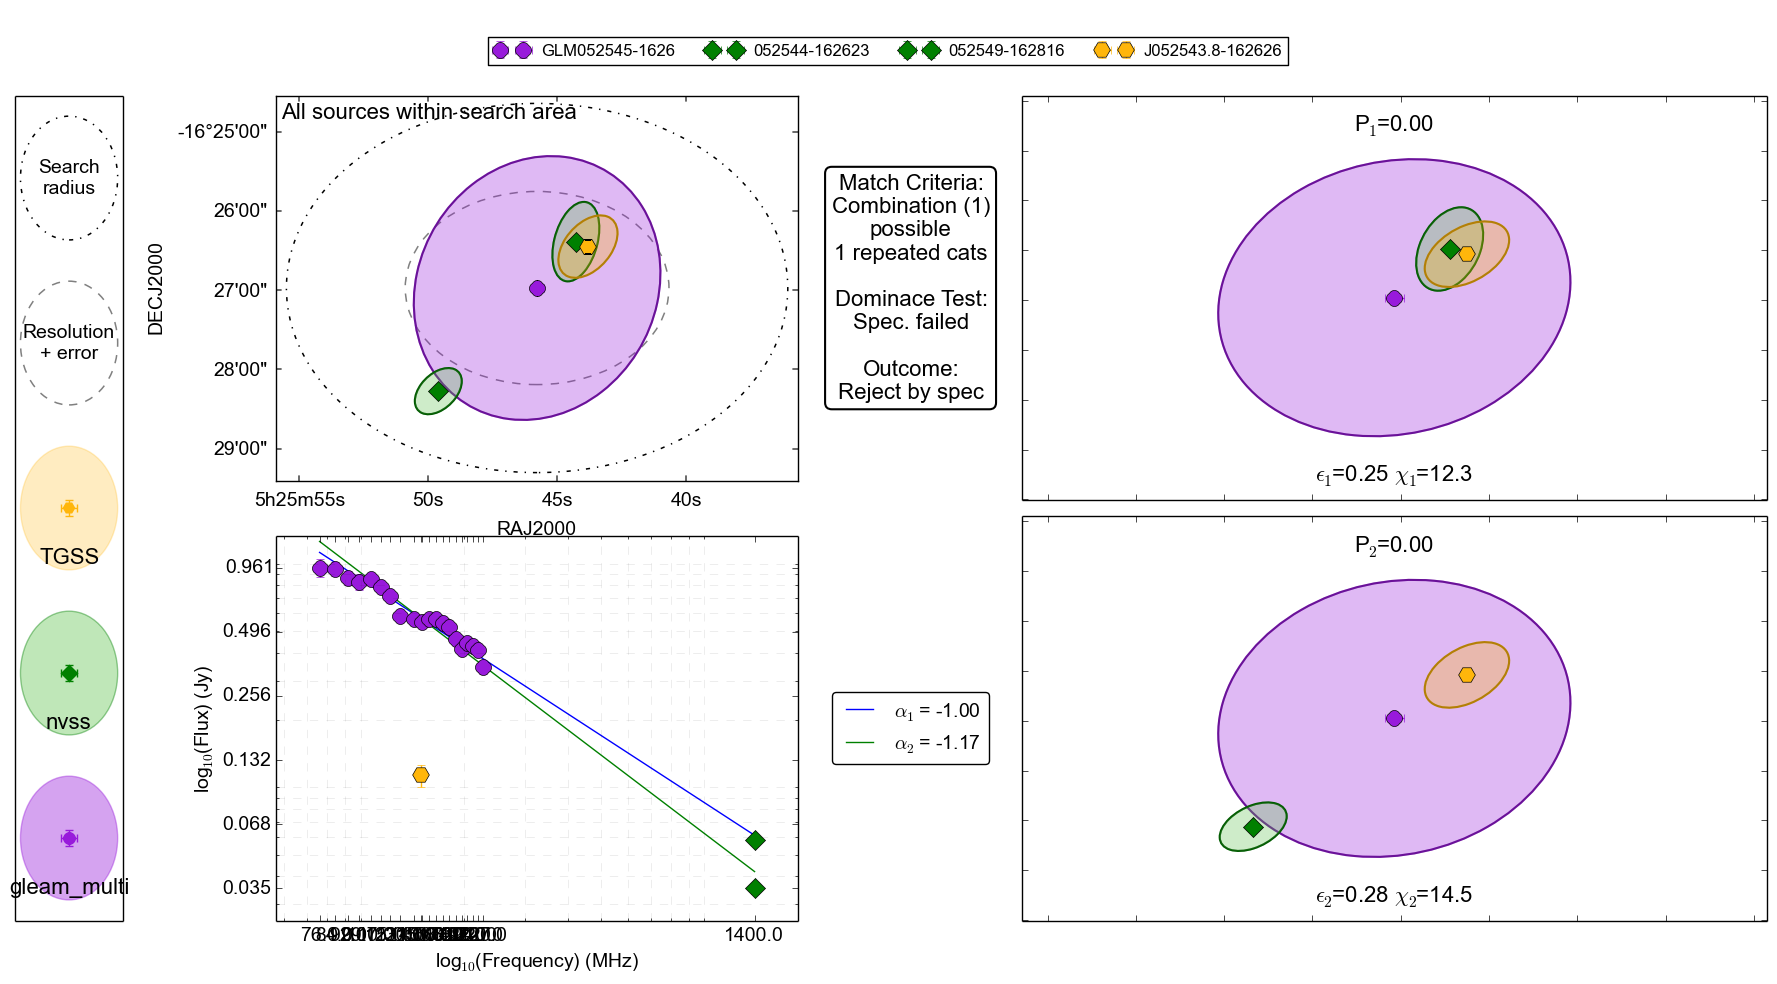 GLM052545-1626 052544-162623 052549-162816 J052543.8-162626
Search
radius
Resolution
+ error
TGSS
nvss
gleam_multi
All sources within search area
DECJ2000
-16°25'00"
26'00"
27'00"
28'00"
29'00"
5h25m55s 50s 45s 40s
RAJ2000
Match Criteria:
Combination (1)
possible
1 repeated cats
Dominace Test:
Spec. failed
Outcome:
Reject by spec
P₁=0.00
ϵ₁=0.25 χ₁=12.3
log₁₀(Flux) (Jy)
0.961
0.496
0.256
0.132
0.068
0.035
1400.0
log₁₀(Frequency) (MHz)
α₁ = -1.00
α₂ = -1.17
P₂=0.00
ϵ₂=0.28 χ₂=14.5